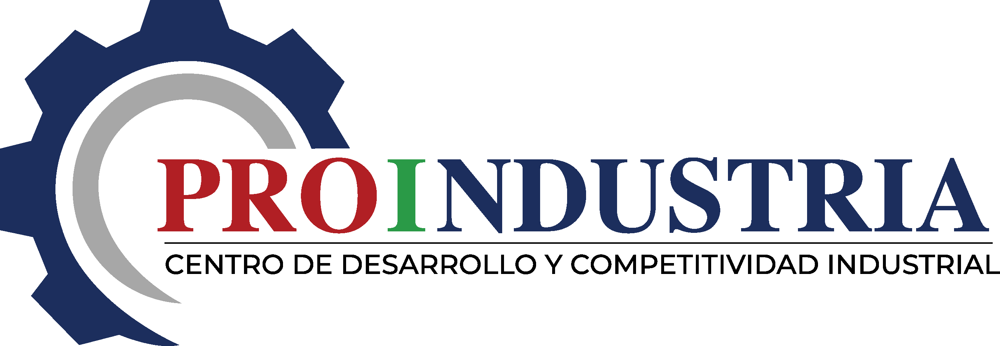 PROINDUSTRIA
CENTRO DE DESARROLLO Y COMPETITIVIDAD INDUSTRIAL